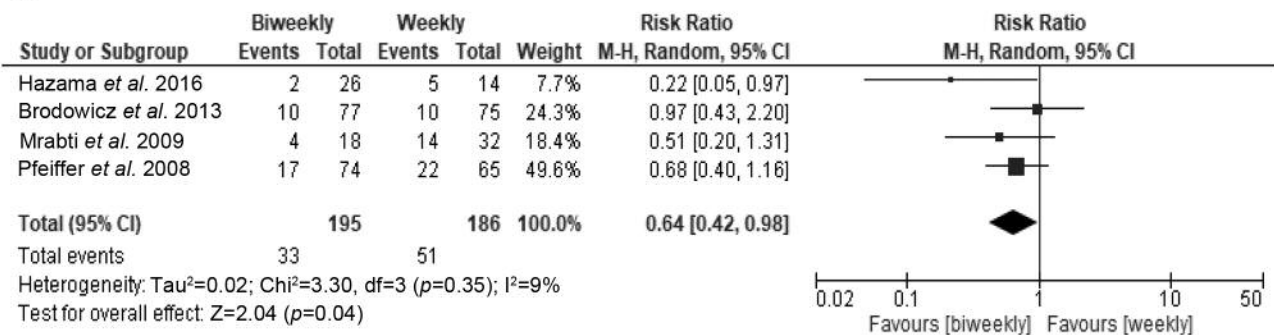 Biweekly Weekly Risk Ratio Risk Ratio
Study or Subgroup Events Total Events Total Weight M-H, Random, 95% CI M-H, Random, 95% CI
Hazama et al. 2016 2 26 5 14 7.7% 0.22 [0.05, 0.97]
Brodowicz et al. 2013 10 77 10 75 24.3% 0.97 [0.43, 2.20]
Mrabti et al. 2009 4 18 14 32 18.4% 0.51 [0.20, 1.31]
Pfeiffer et al. 2008 17 74 22 65 49.6% 0.68 [0.40, 1.16]
Total (95% CI) 195 186 100.0% 0.64 [0.42, 0.98]
Total events 33 51
Heterogeneity: Tau²=0.02; Chi²=3.30, df=3 (p=0.35); I²=9%
Test for overall effect: Z=2.04 (p=0.04)
0.02 0.1 1 10 50
Favours [biweekly] Favours [weekly]